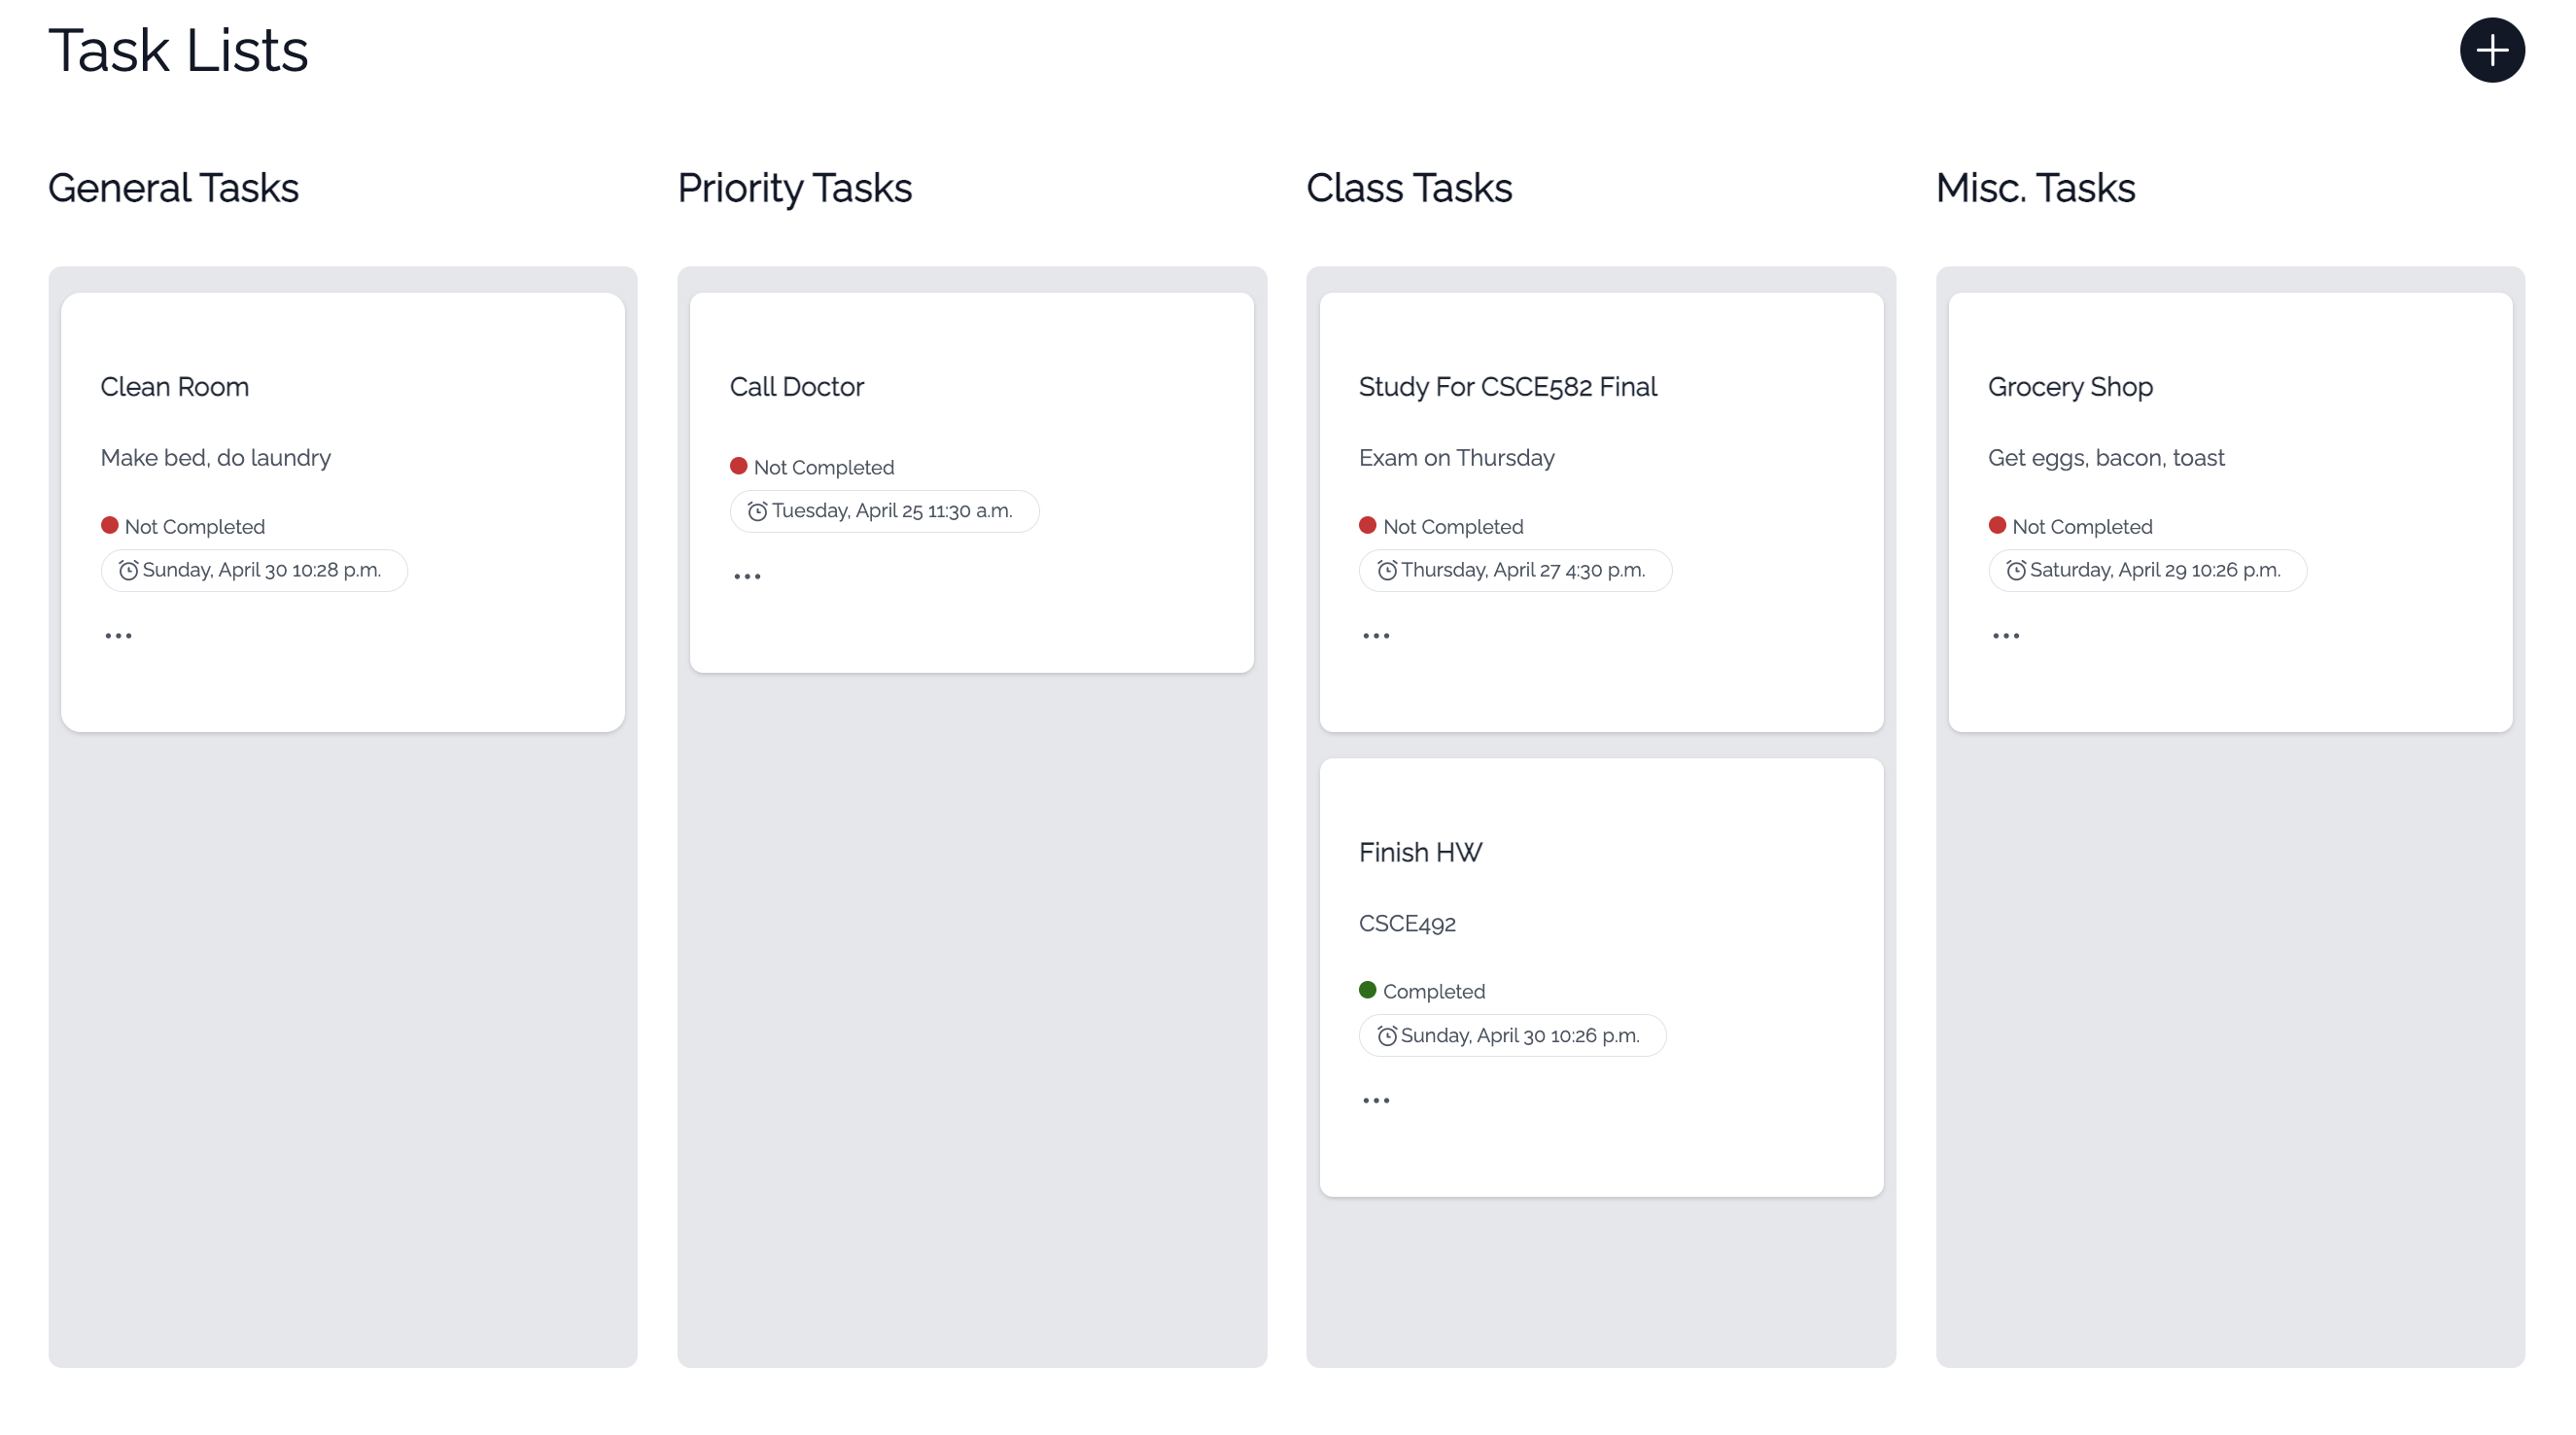 Task Lists
General Tasks
Clean Room
Make bed, do laundry
Not Completed
Sunday, April 30 10:28 p.m.
Priority Tasks
Call Doctor
Not Completed
Tuesday, April 25 11:30 a.m.
Class Tasks
Study For CSCE582 Final
Exam on Thursday
Not Completed
Thursday, April 27 4:30 p.m.
Finish HW
CSCE492
Completed
Sunday, April 30 10:26 p.m.
Misc. Tasks
Grocery Shop
Get eggs, bacon, toast
Not Completed
Saturday, April 29 10:26 p.m.